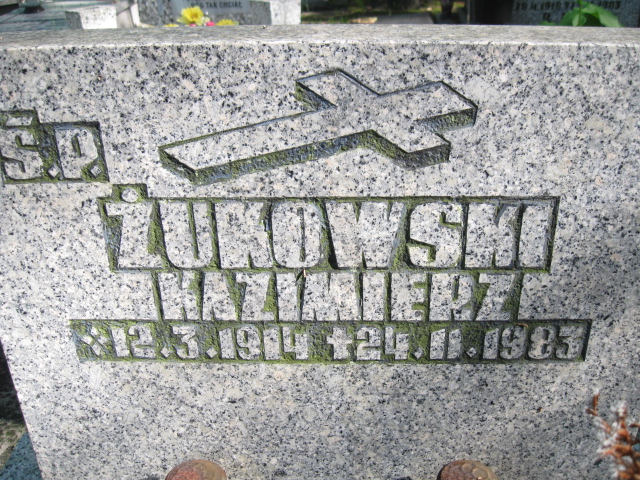 Ś.P.
ŻUKOWSKI
KAZIMIERZ
12.3.1914 24.11.1983